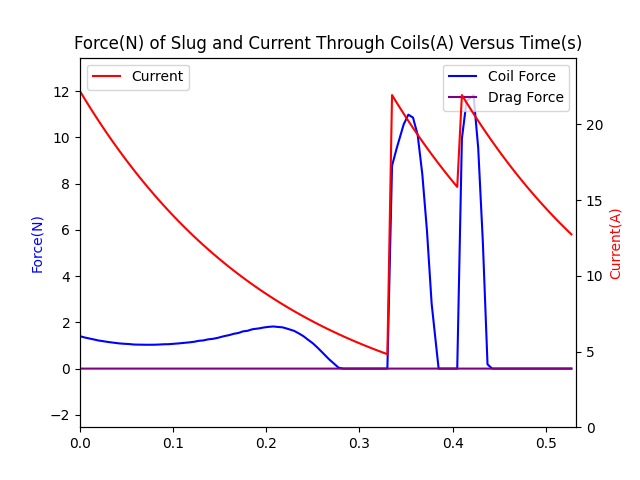 Force(N) of Slug and Current Through Coils(A) Versus Time(s)
Current
Coil Force
Drag Force
12
10
8
6
4
2
0
−2
Force(N)
20
15
10
5
0
Current(A)
0.0 0.1 0.2 0.3 0.4 0.5